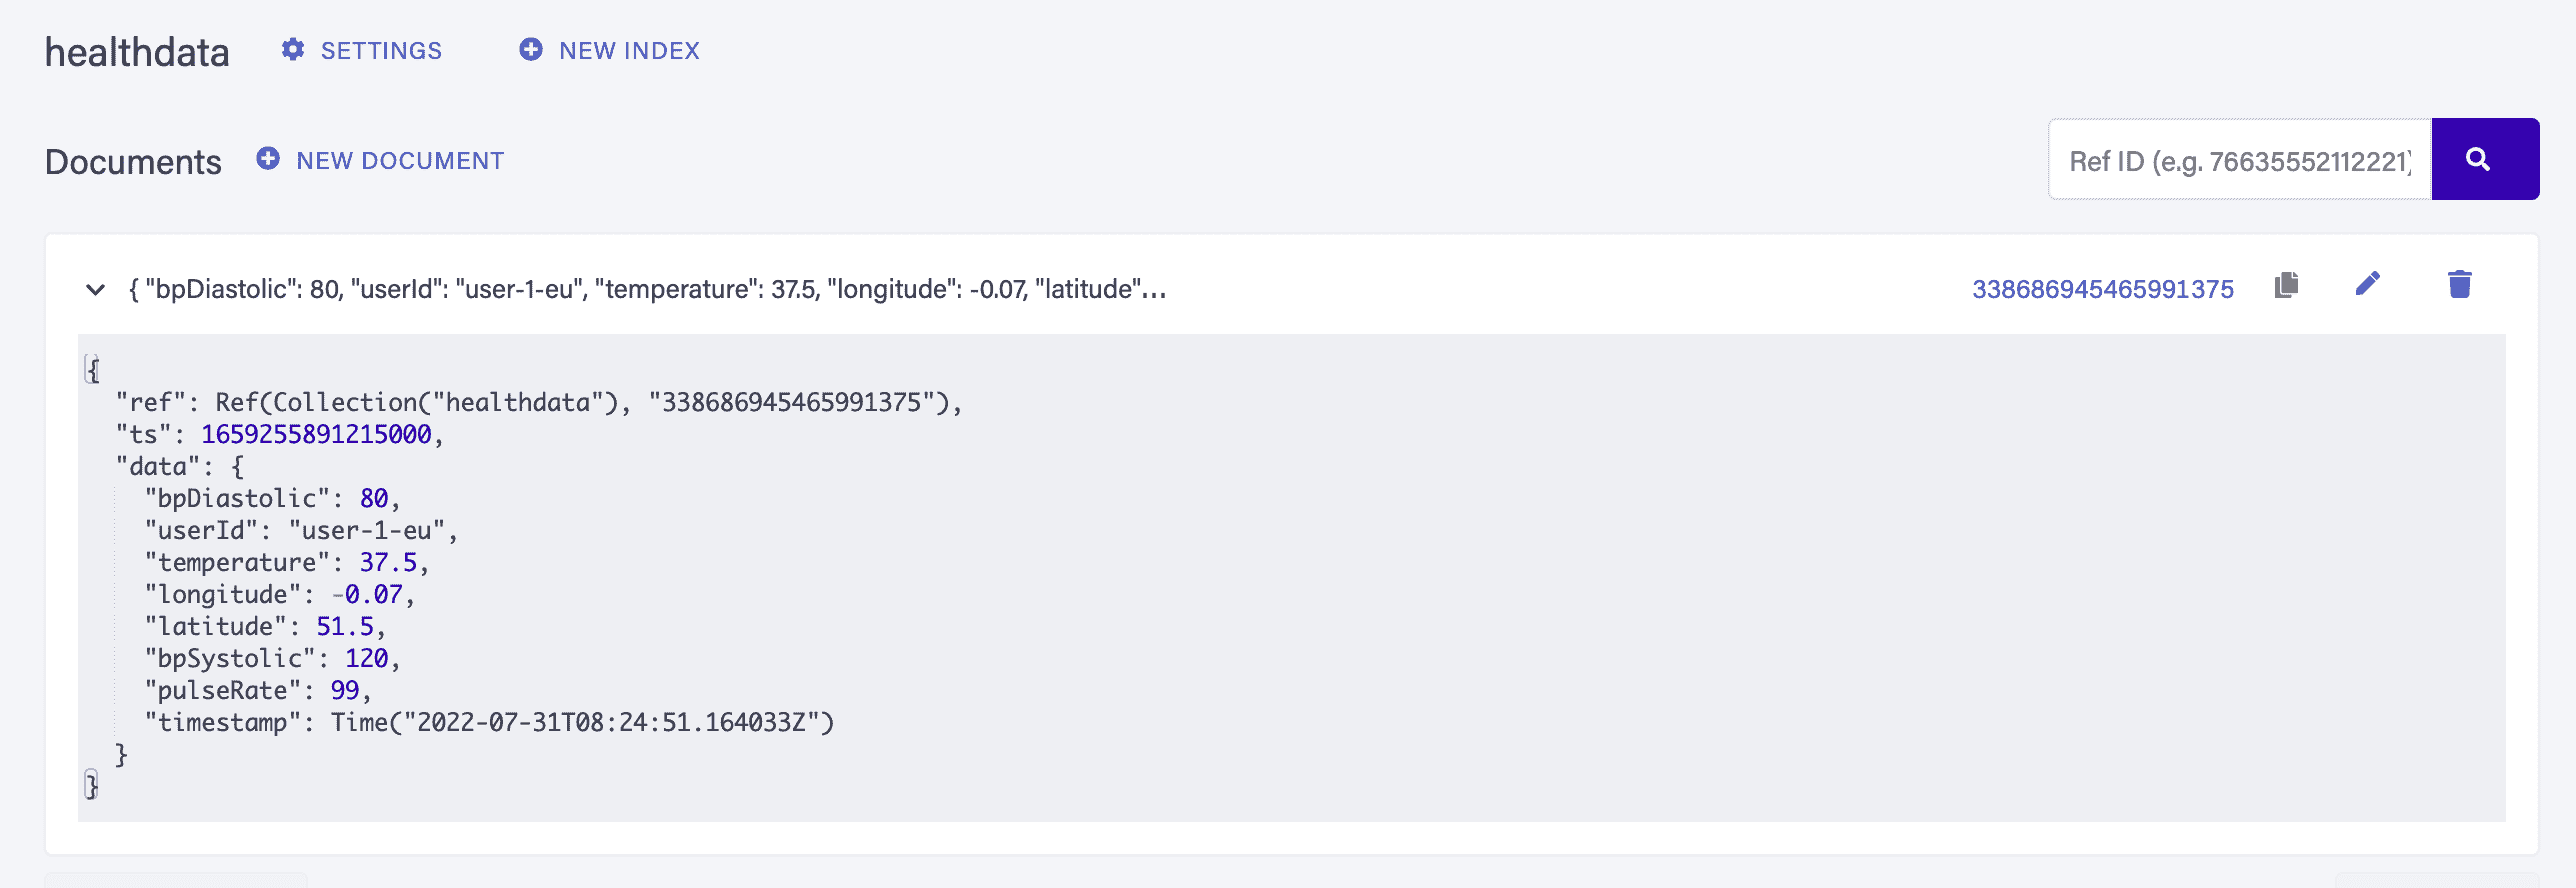 healthdata SETTINGS NEW INDEX
Documents NEW DOCUMENT Ref ID (e.g. 76635552112221)
{ "bpDiastolic": 80, "userId": "user-1-eu", "temperature": 37.5, "longitude": -0.07, "latitude"... 338686945465991375
{
"ref": Ref(Collection("healthdata"), "338686945465991375"),
"ts": 1659255891215000,
"data": {
"bpDiastolic": 80,
"userId": "user-1-eu",
"temperature": 37.5,
"longitude": -0.07,
"latitude": 51.5,
"bpSystolic": 120,
"pulseRate": 99,
"timestamp": Time("2022-07-31T08:24:51.164033Z")
}
}